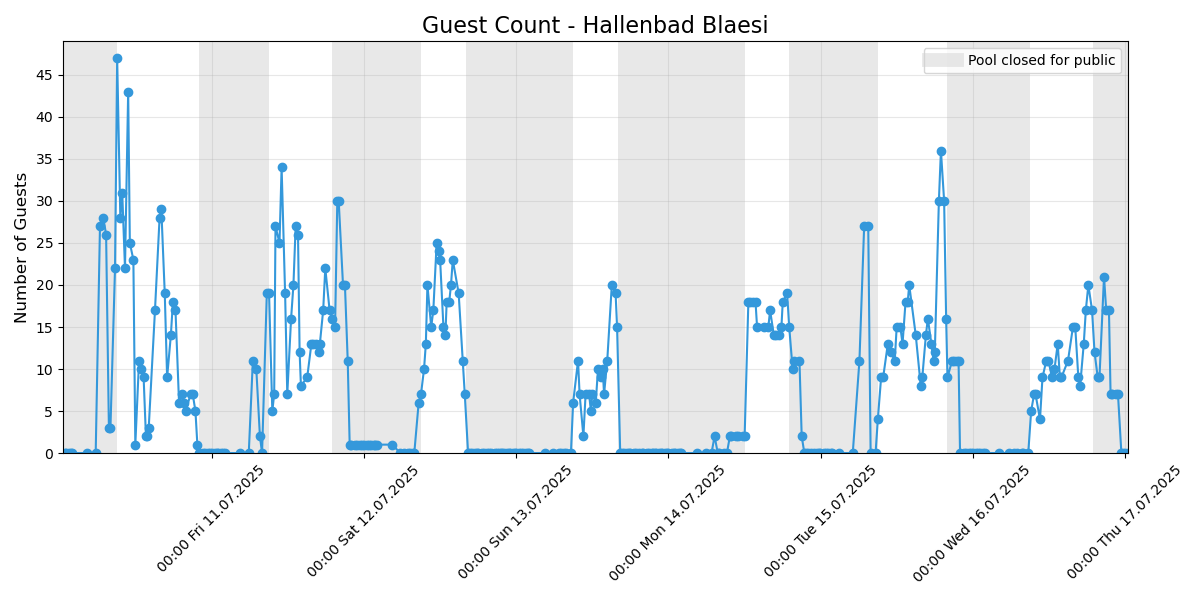 Guest Count - Hallenbad Blaesi
Pool closed for public
Number of Guests
45
40
35
30
25
20
15
10
5
0
00:00 Fri 11.07.2025
00:00 Sat 12.07.2025
00:00 Sun 13.07.2025
00:00 Mon 14.07.2025
00:00 Tue 15.07.2025
00:00 Wed 16.07.2025
00:00 Thu 17.07.2025